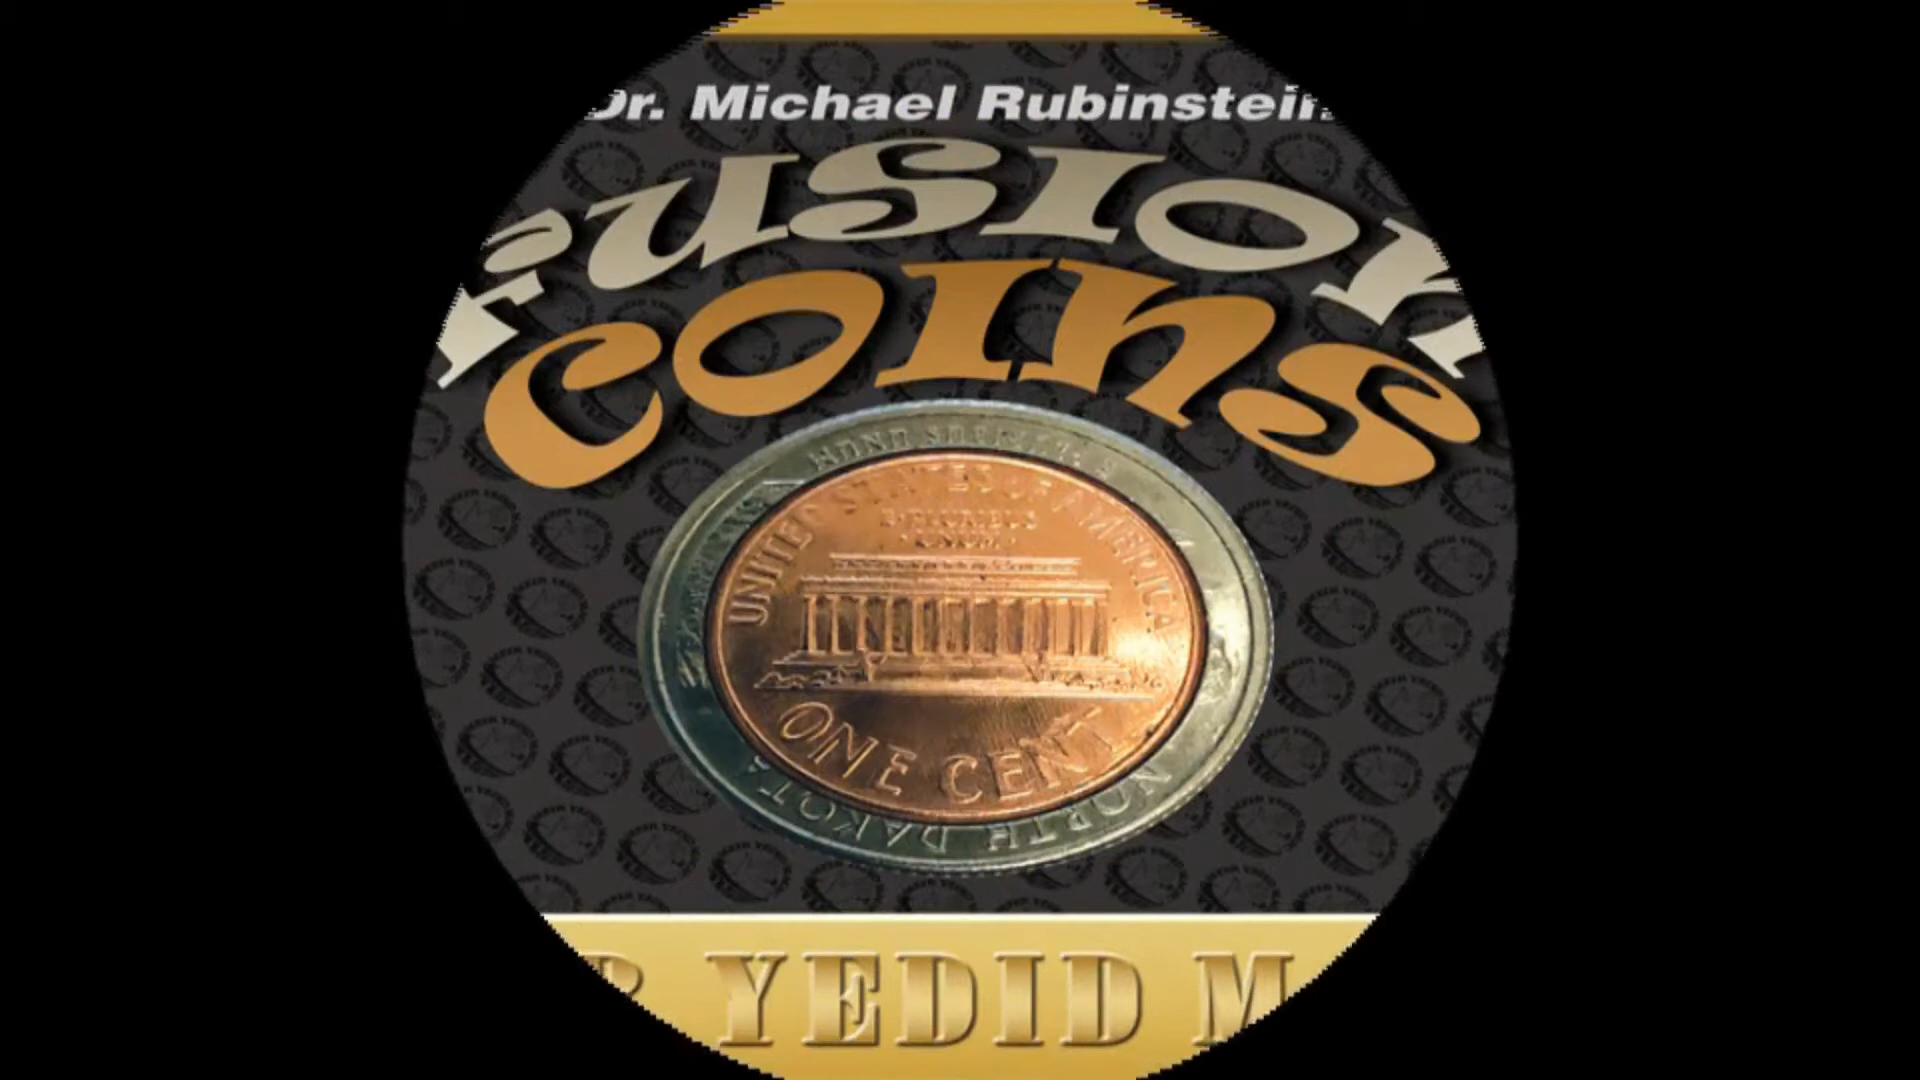 Dr. Michael Rubinstein
Fusion
coins
UNITED STATES OF AMERICA
E·PLURIBUS
·UNUM·
ONE CENT
NORTH DAKOTA
R YEDID M